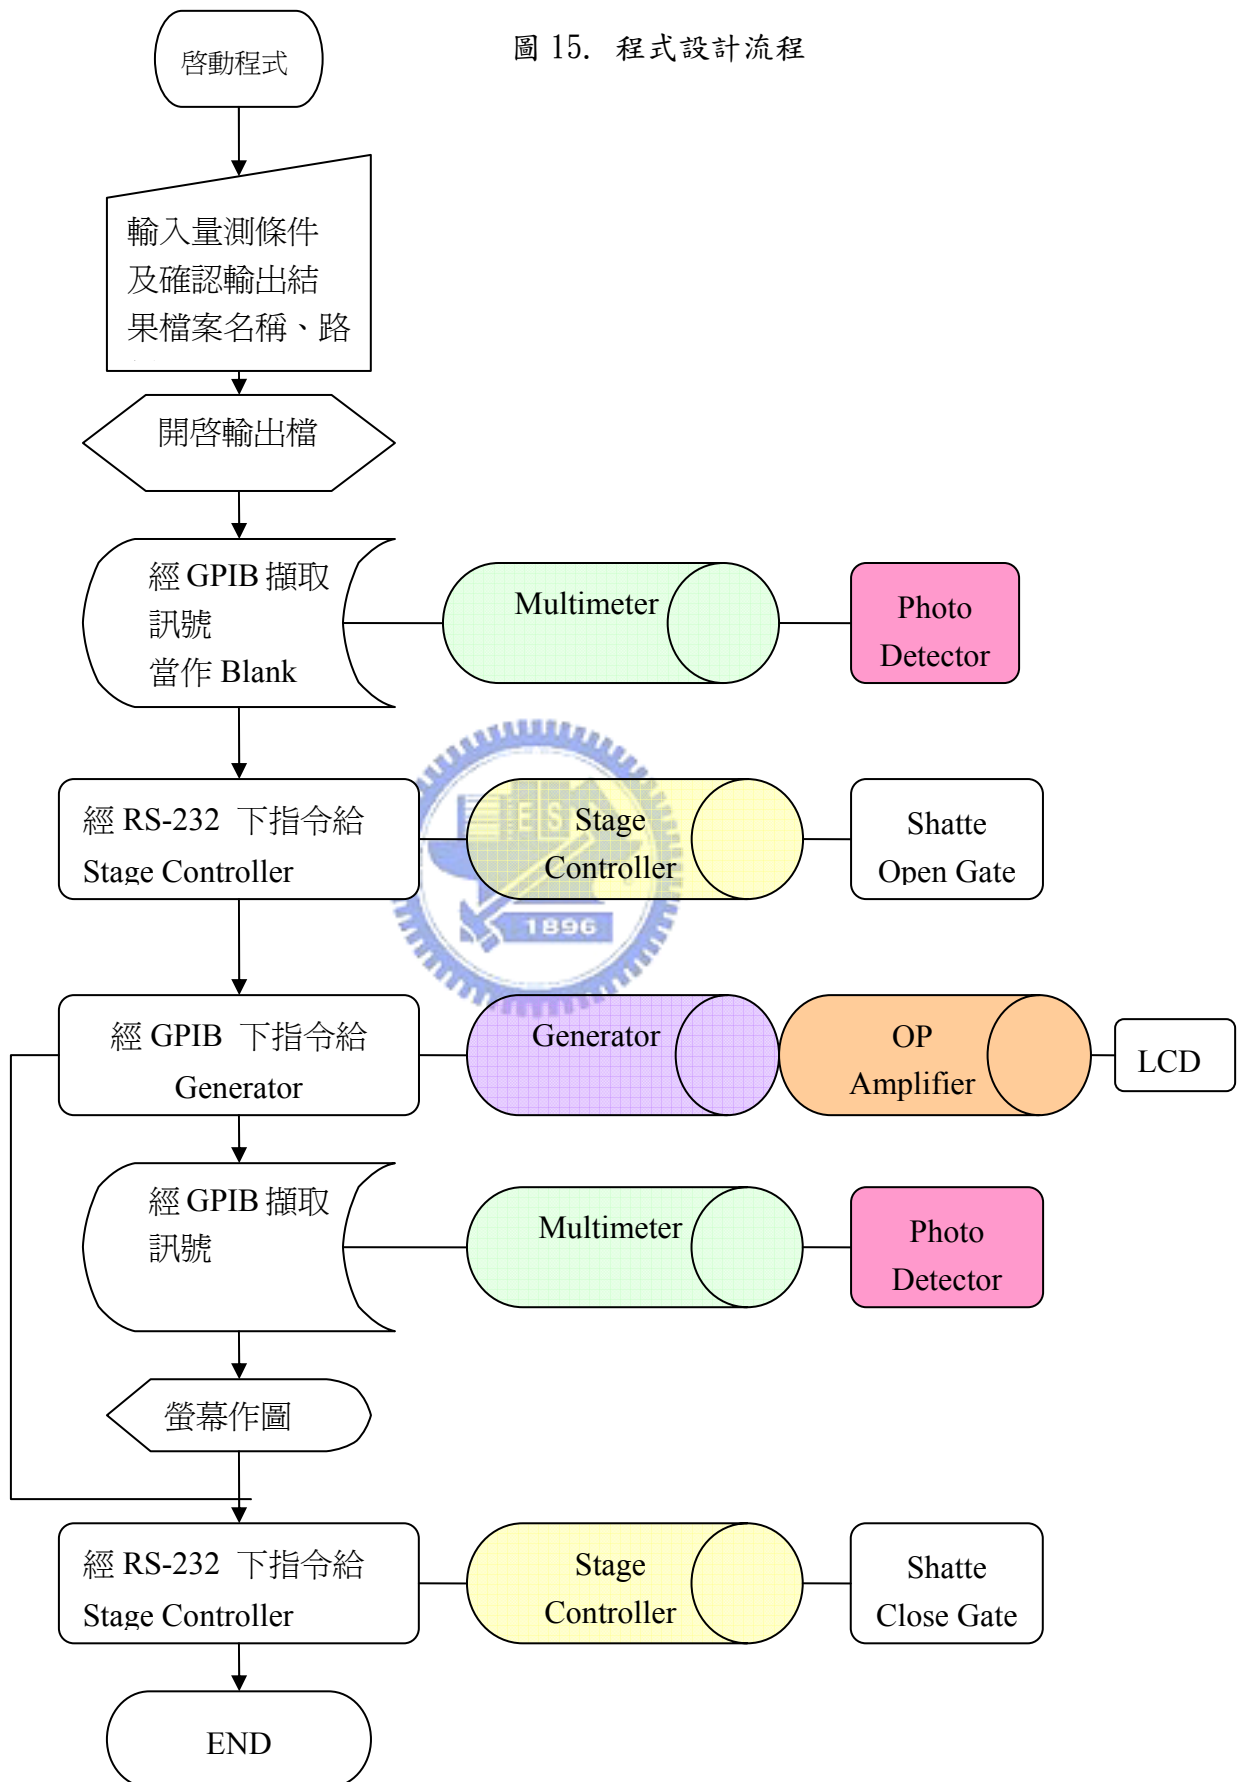 圖 15. 程式設計流程
啓動程式
輸入量測條件
及確認輸出結
果檔案名稱、路
開啓輸出檔
經 GPIB 擷取
訊號
當作 Blank
Multimeter
Photo
Detector
經 RS-232 下指令給
Stage Controller
Stage
Controller
Shatte
Open Gate
ES
1896
經 GPIB 下指令給
Generator
Generator
OP
Amplifier
LCD
經 GPIB 擷取
訊號
Multimeter
Photo
Detector
螢幕作圖
經 RS-232 下指令給
Stage Controller
Stage
Controller
Shatte
Close Gate
END